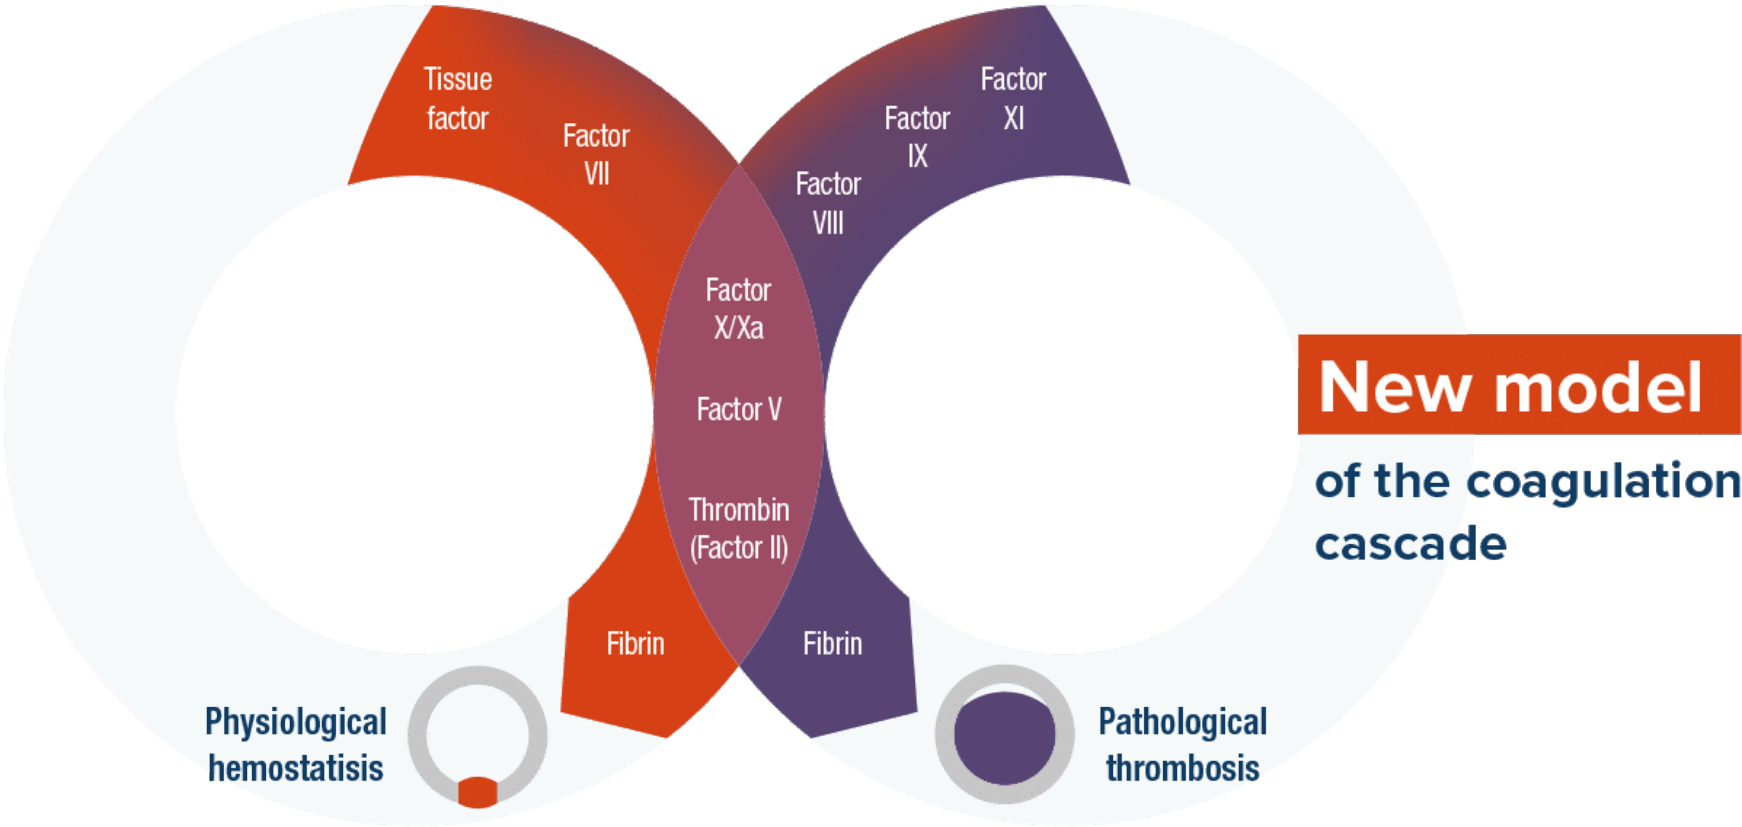 Tissue
factor
Factor
VII
Factor
VIII
Factor
IX
Factor
XI
Factor
X/Xa
Factor V
Thrombin
(Factor II)
Fibrin
Fibrin
Physiological
hemostatisis
Pathological
thrombosis
New model
of the coagulation
cascade